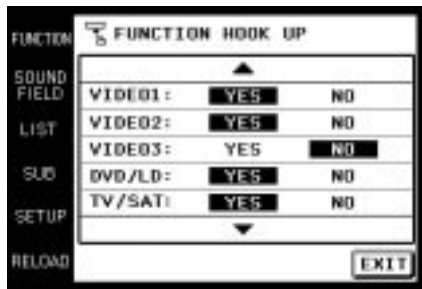 FUNCTION
SOUND
FIELD
LIST
SUB
SETUP
RELOAD
FUNCTION HOOK UP
VIDEO1: YES NO
VIDEO2: YES NO
VIDEO3: YES NO
DVD/LD: YES NO
TV/SAT: YES NO
EXIT